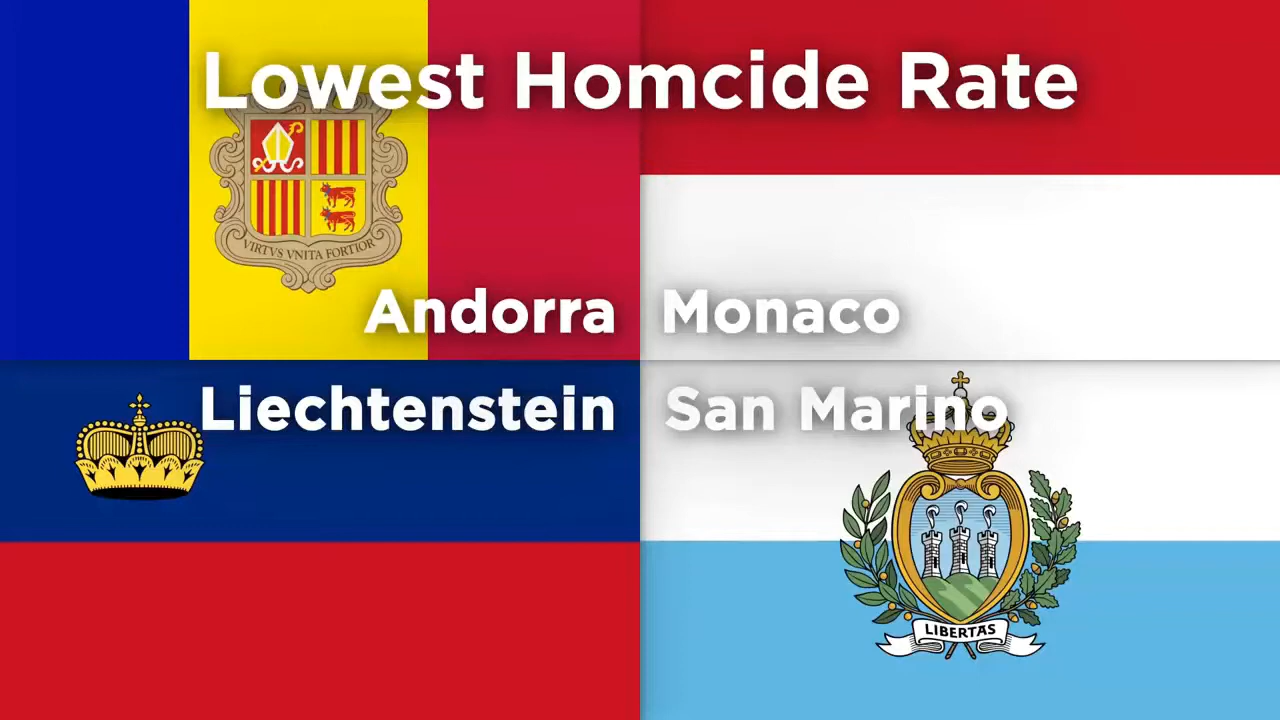 Lowest Homcide Rate
VIRTVS VNITA FORTIOR
Andorra
Monaco
Liechtenstein
San Marino
LIBERTAS